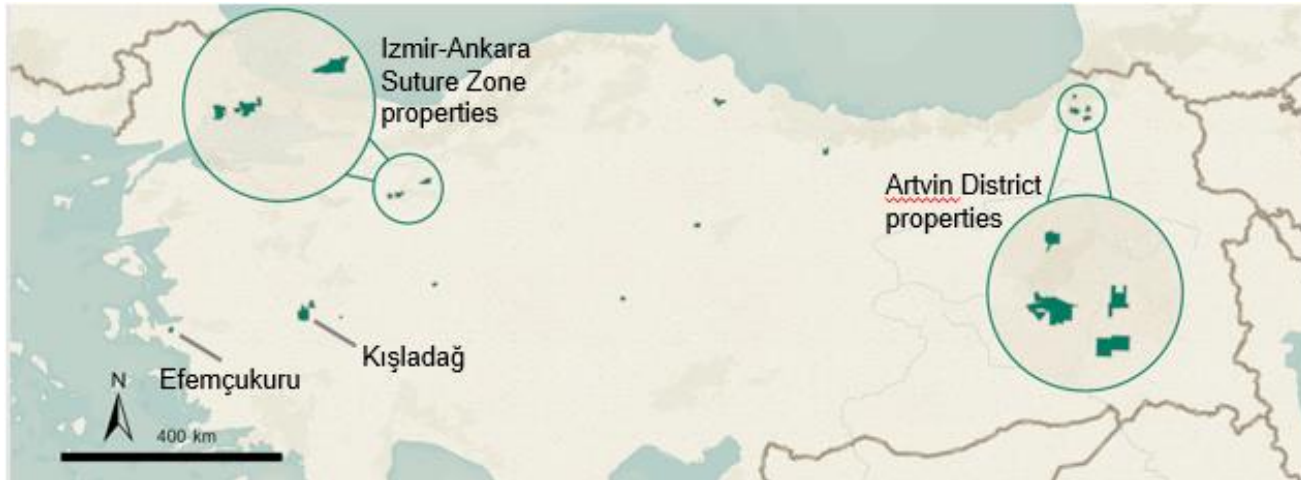 Izmir-Ankara
Suture Zone
properties
Artvin District
properties
Kışladağ
Efemçukuru
N
400 km